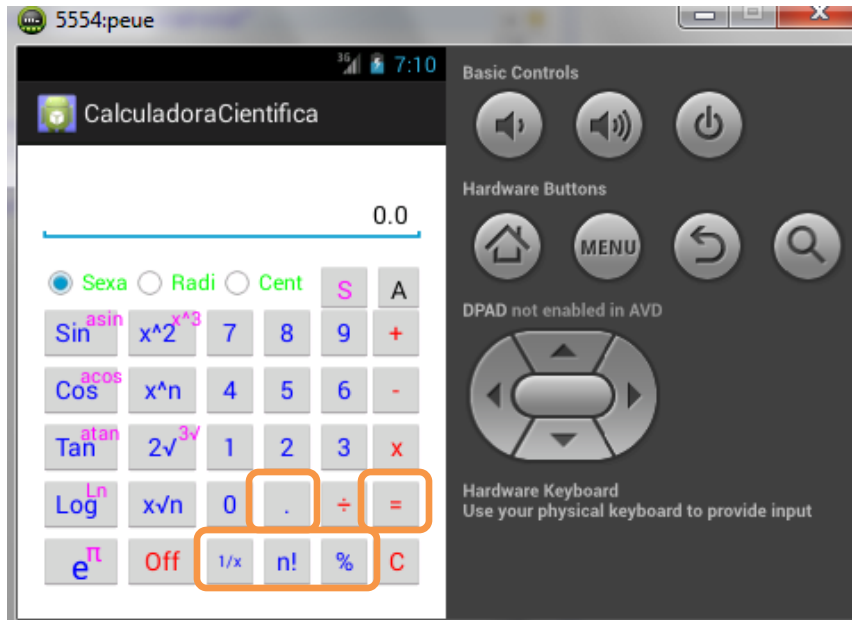 5554:peue
3G 7:10
CalculadoraCientifica
0.0
Sexa Radi Cent S A
Sin asin x^2 x^3 7 8 9 +
Cos acos x^n 4 5 6 -
Tan atan 2√ 3√ 1 2 3 x
Log Ln x√n 0 . ÷ =
e π Off 1/x n! % C
Basic Controls
Hardware Buttons
MENU
DPAD not enabled in AVD
Hardware Keyboard
Use your physical keyboard to provide input